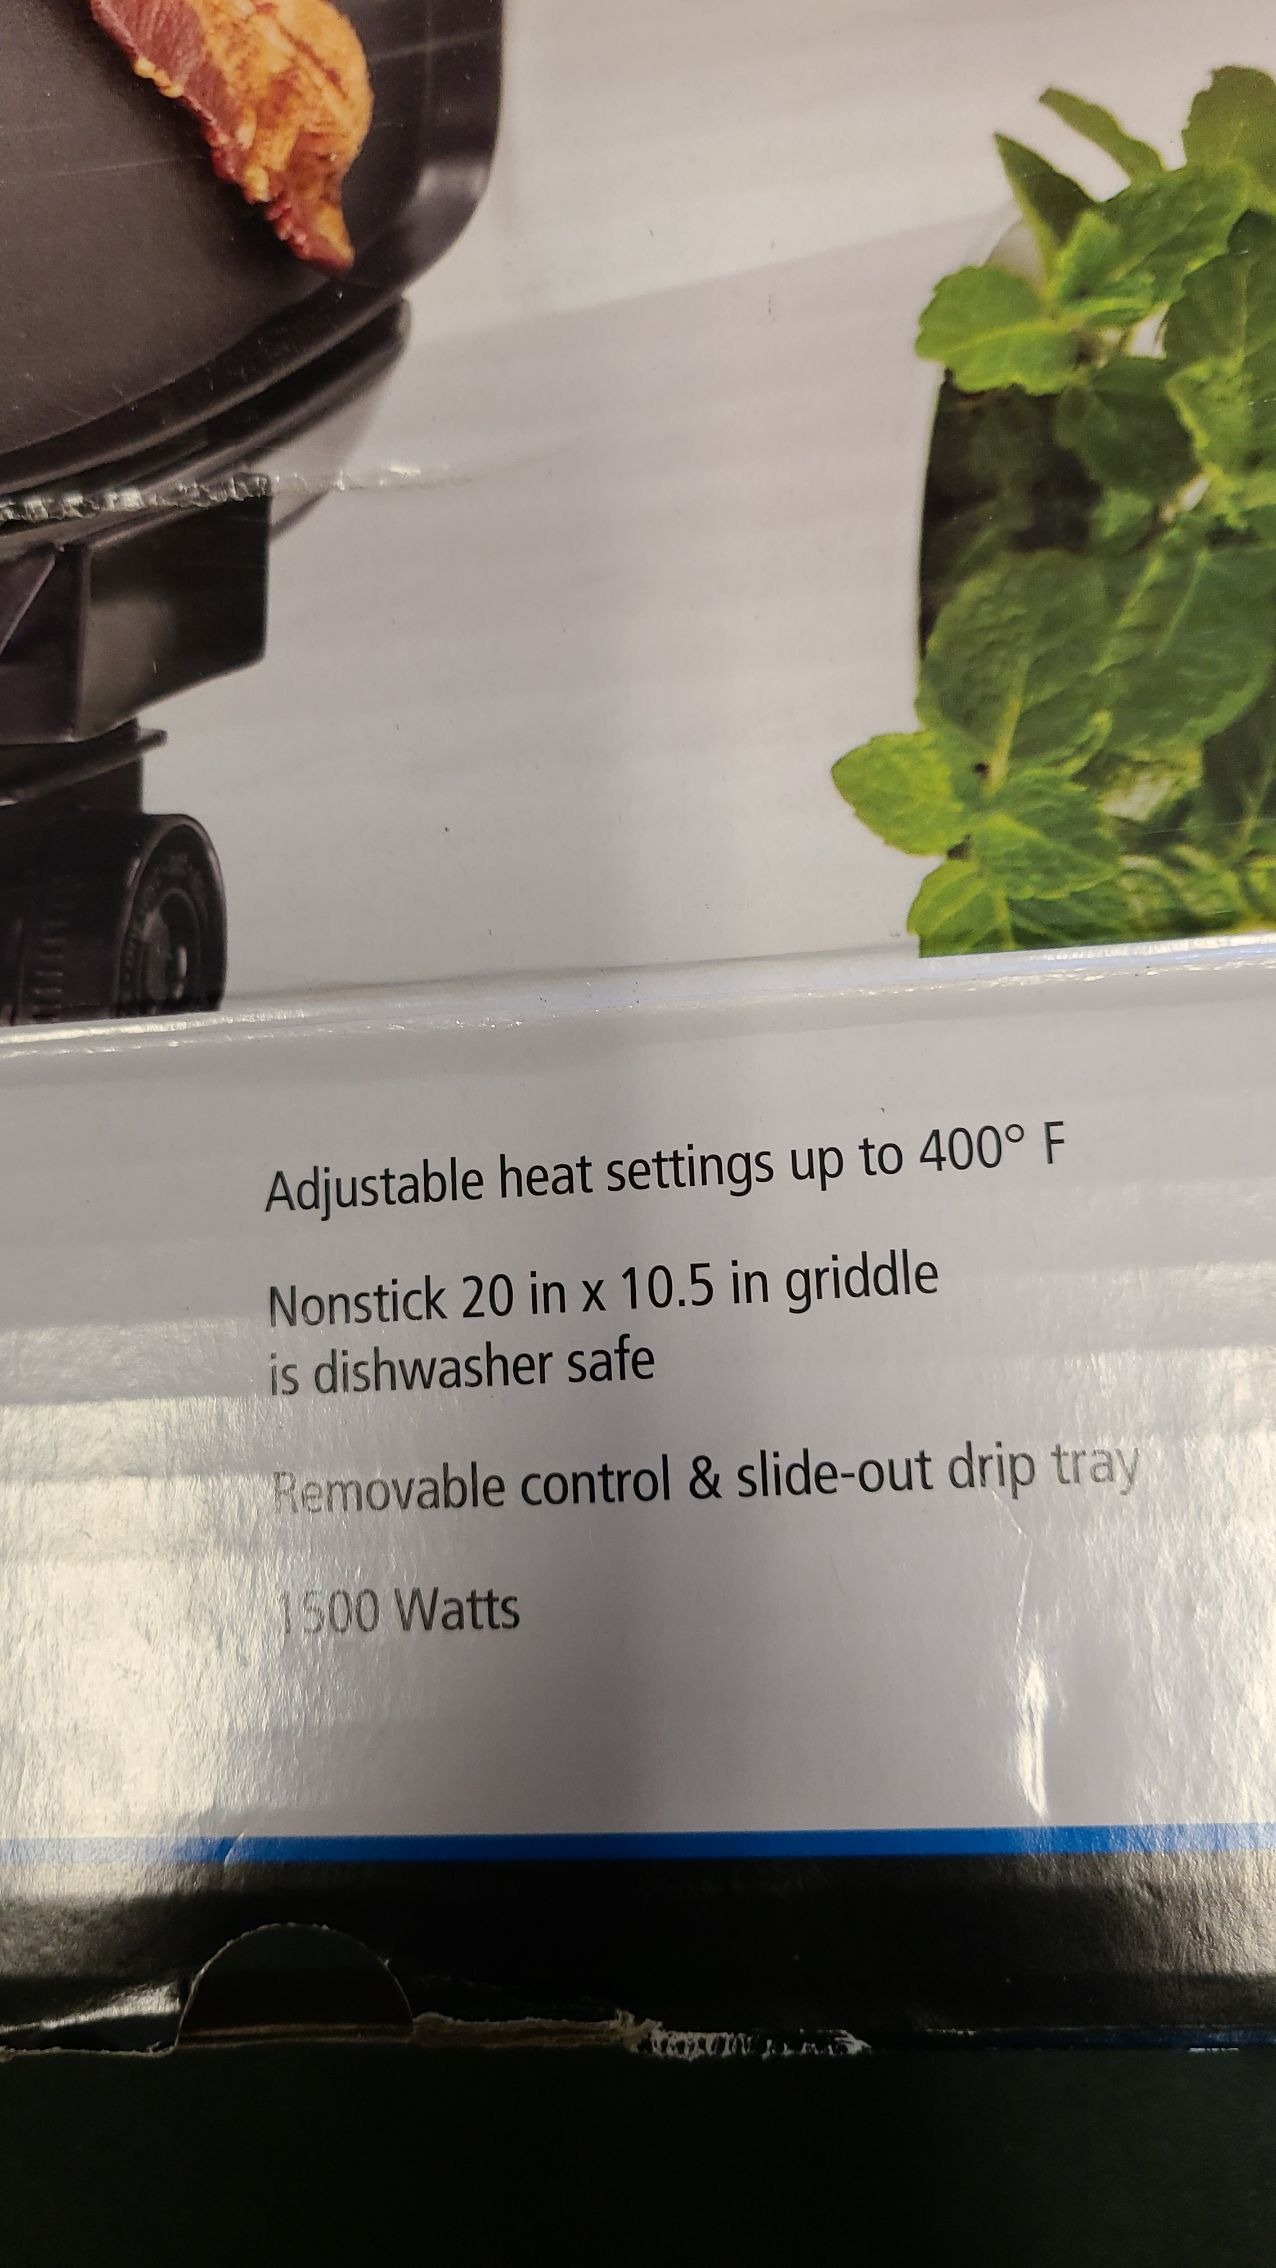 Adjustable heat settings up to 400° F
Nonstick 20 in x 10.5 in griddle
is dishwasher safe
Removable control & slide-out drip tray
1500 Watts